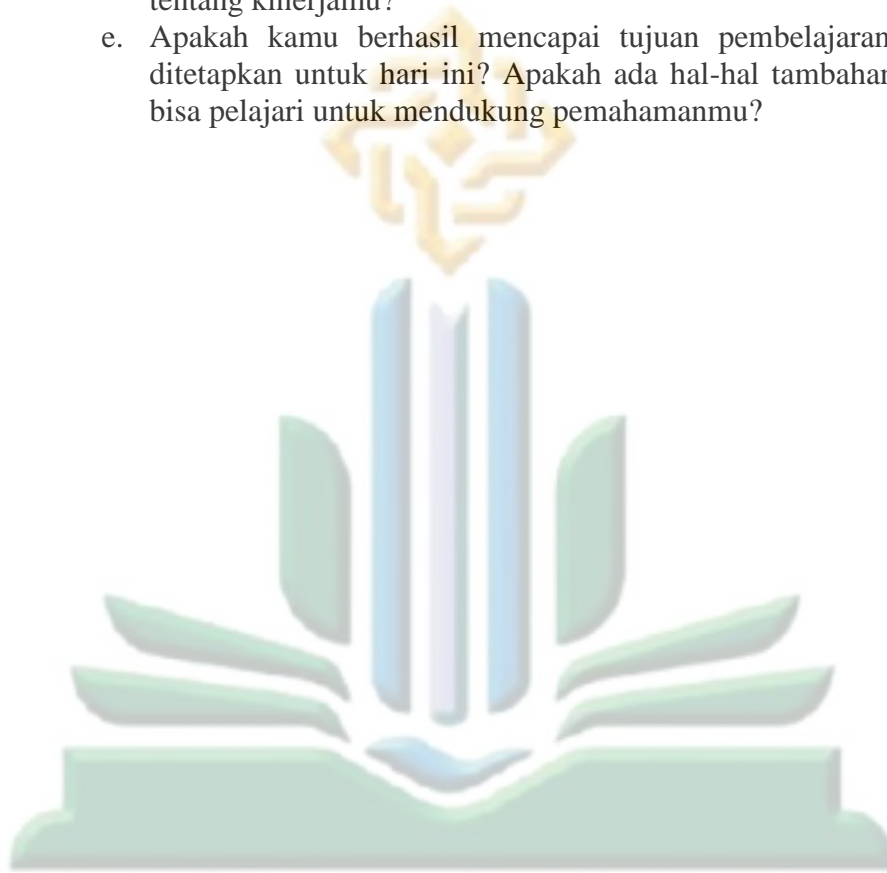 tentang kinerjamu?
e. Apakah kamu berhasil mencapai tujuan pembelajaran
ditetapkan untuk hari ini? Apakah ada hal-hal tambahan
bisa pelajari untuk mendukung pemahamanmu?